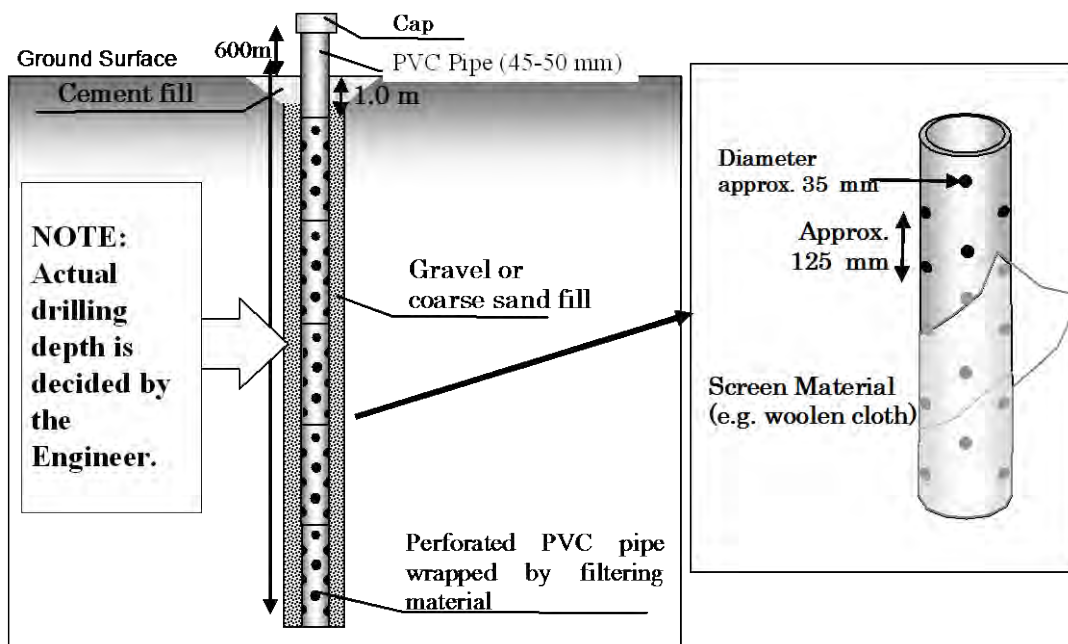 Cap
600m
Ground Surface
PVC Pipe (45-50 mm)
Cement fill
1.0 m
NOTE:
Actual
drilling
depth is
decided by
the
Engineer.
Gravel or
coarse sand fill
Perforated PVC pipe
wrapped by filtering
material
Diameter
approx. 35 mm
Approx.
125 mm
Screen Material
(e.g. woolen cloth)